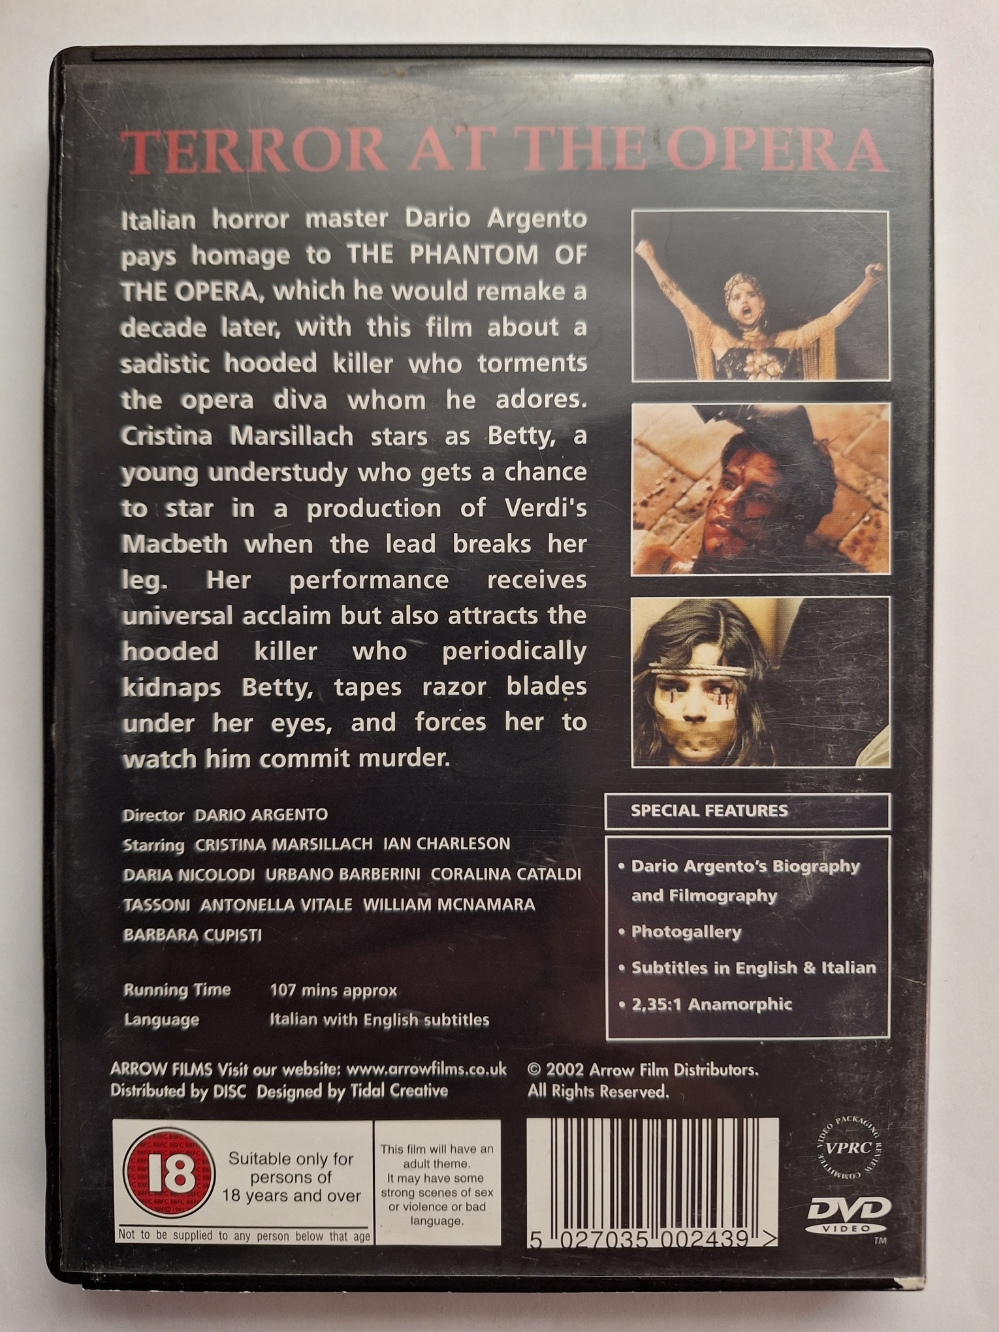 TERROR AT THE OPERA
Italian horror master Dario Argento
pays homage to THE PHANTOM OF
THE OPERA, which he would remake a
decade later, with this film about a
sadistic hooded killer who torments
the opera diva whom he adores.
Cristina Marsillach stars as Betty, a
young understudy who gets a chance
to star in a production of Verdi's
Macbeth when the lead breaks her
leg. Her performance receives
universal acclaim but also attracts the
hooded killer who periodically
kidnaps Betty, tapes razor blades
under her eyes, and forces her to
watch him commit murder.
Director DARIO ARGENTO
Starring CRISTINA MARSILLACH IAN CHARLESON
DARIA NICOLODI URBANO BARBERINI CORALINA CATALDI
TASSONI ANTONELLA VITALE WILLIAM MCNAMARA
BARBARA CUPISTI
Running Time 107 mins approx
Language Italian with English subtitles
SPECIAL FEATURES
• Dario Argento's Biography
and Filmography
• Photogallery
• Subtitles in English & Italian
• 2,35:1 Anamorphic
ARROW FILMS Visit our website: www.arrowfilms.co.uk
Distributed by DISC Designed by Tidal Creative
© 2002 Arrow Film Distributors.
All Rights Reserved.
18
Suitable only for
persons of
18 years and over
Not to be supplied to any person below that age
This film will have an
adult theme.
It may have some
strong scenes of sex
or violence or bad
language.
5 027035 002439 >
VIDEO PACKAGING REVIEW COMMITTEE
VPRC
DVD
VIDEO
TM